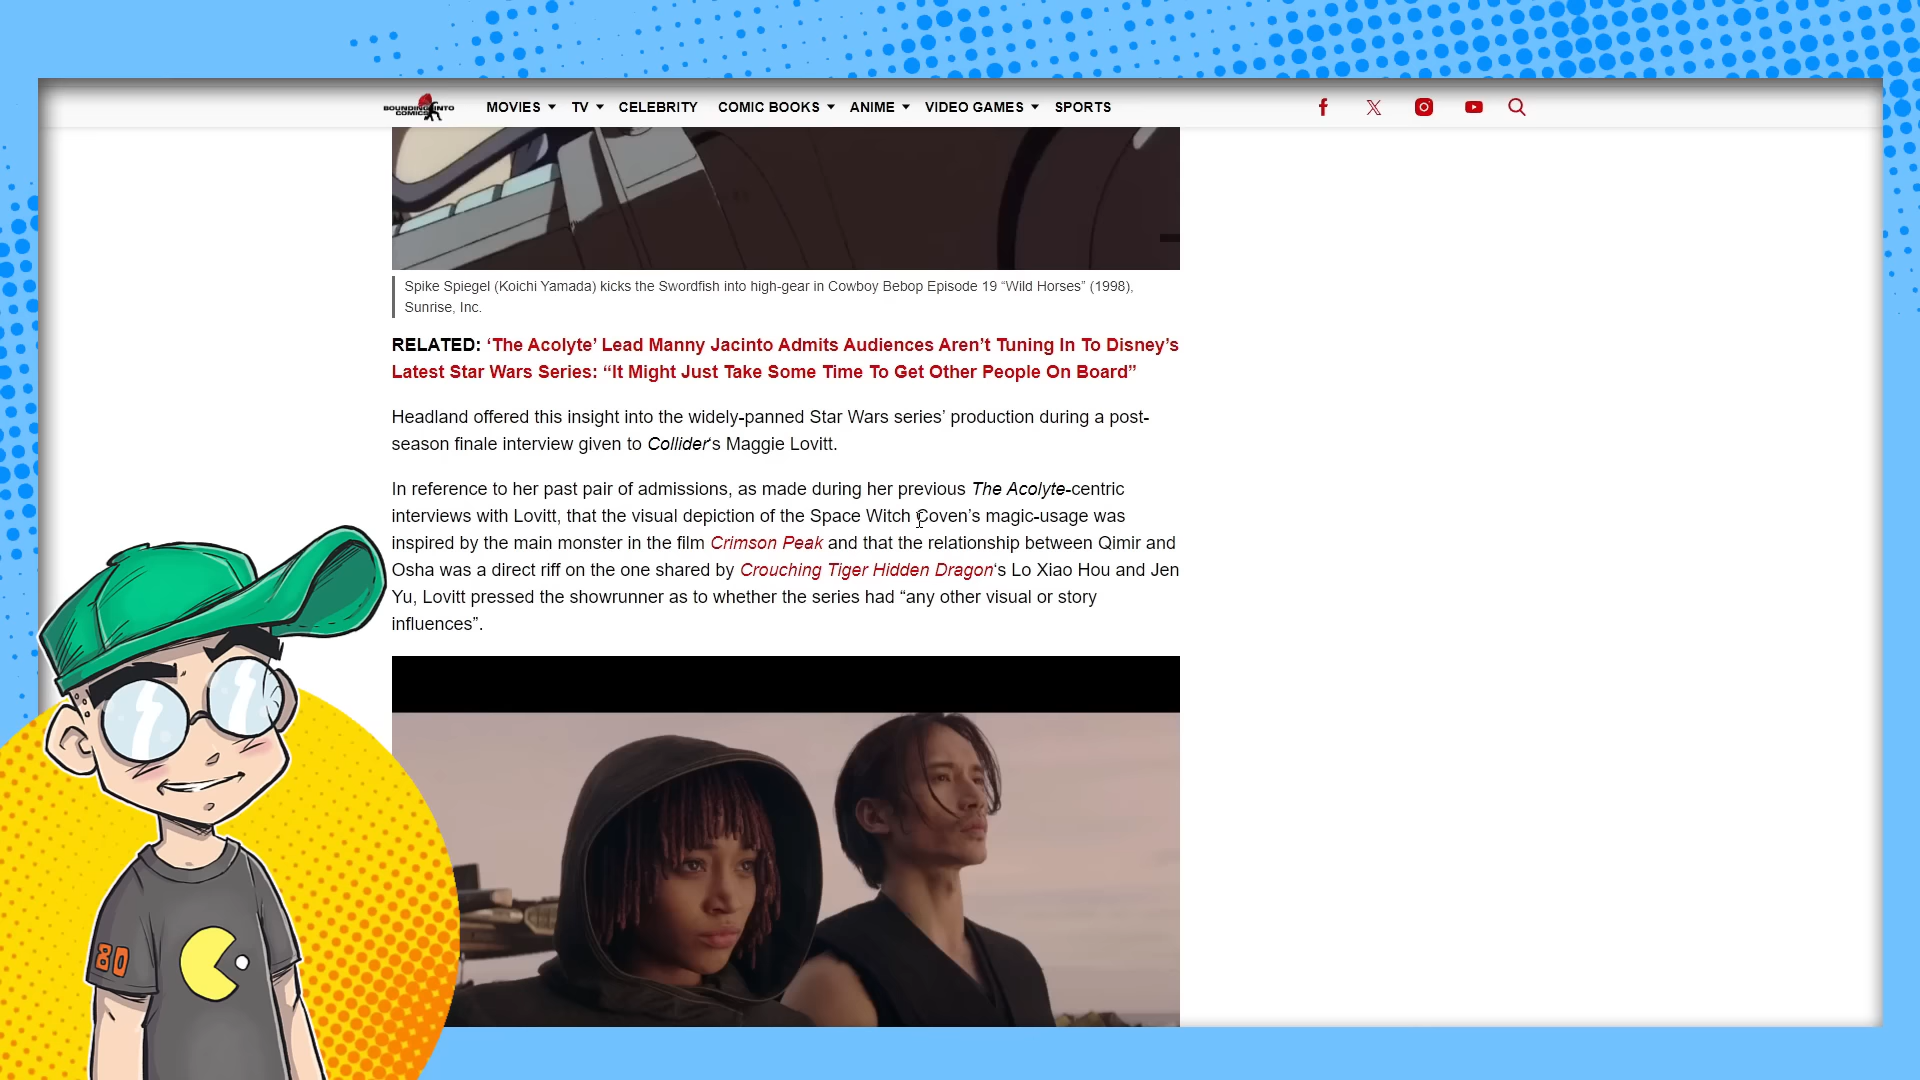 BOUNDING INTO
COMICS
MOVIES TV CELEBRITY COMIC BOOKS ANIME VIDEO GAMES SPORTS
Spike Spiegel (Koichi Yamada) kicks the Swordfish into high-gear in Cowboy Bebop Episode 19 “Wild Horses” (1998),
Sunrise, Inc.
RELATED: ‘The Acolyte’ Lead Manny Jacinto Admits Audiences Aren’t Tuning In To Disney’s
Latest Star Wars Series: “It Might Just Take Some Time To Get Other People On Board”
Headland offered this insight into the widely-panned Star Wars series’ production during a post-
season finale interview given to Collider‘s Maggie Lovitt.
In reference to her past pair of admissions, as made during her previous The Acolyte-centric
interviews with Lovitt, that the visual depiction of the Space Witch Coven’s magic-usage was
inspired by the main monster in the film Crimson Peak and that the relationship between Qimir and
Osha was a direct riff on the one shared by Crouching Tiger Hidden Dragon‘s Lo Xiao Hou and Jen
Yu, Lovitt pressed the showrunner as to whether the series had “any other visual or story
influences”.
80